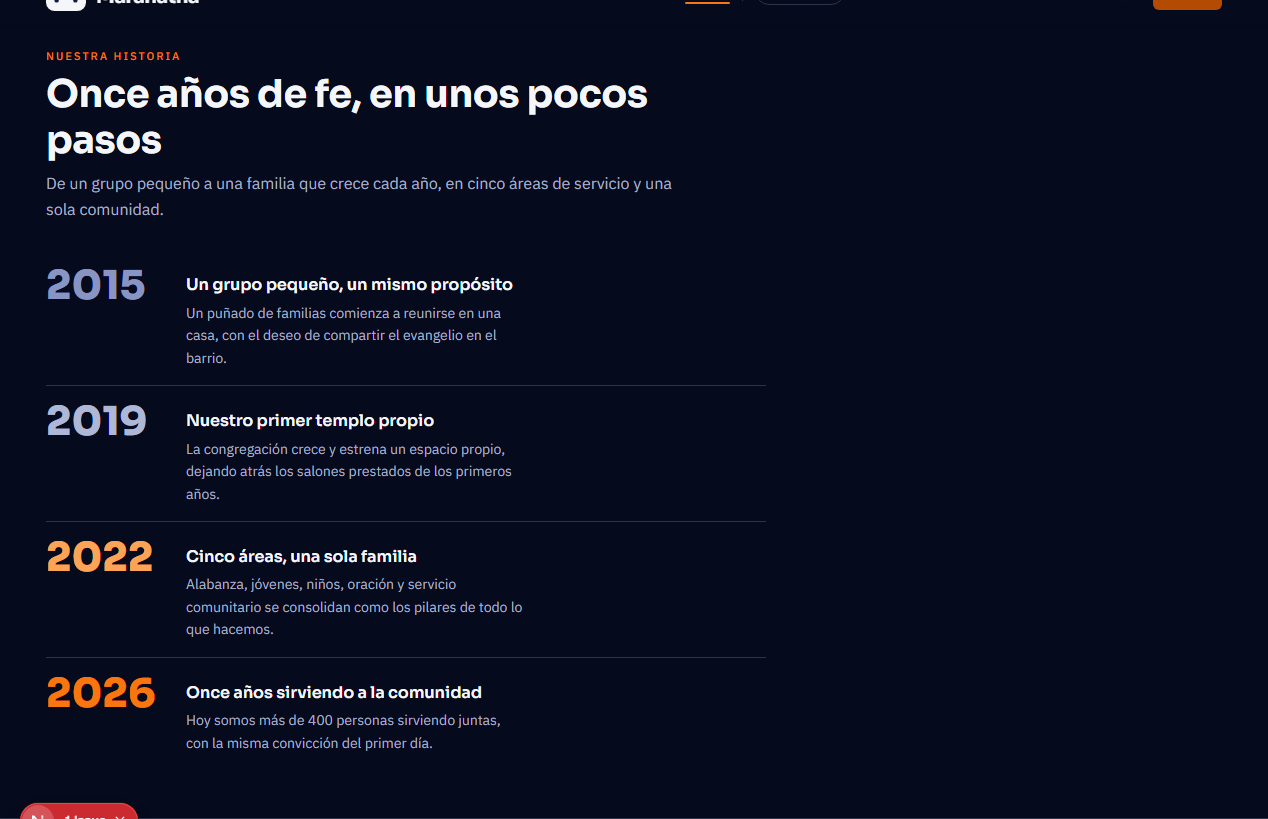 NUESTRA HISTORIA
Once años de fe, en unos pocos
pasos
De un grupo pequeño a una familia que crece cada año, en cinco áreas de servicio y una
sola comunidad.
2015
Un grupo pequeño, un mismo propósito
Un puñado de familias comienza a reunirse en una
casa, con el deseo de compartir el evangelio en el
barrio.
2019
Nuestro primer templo propio
La congregación crece y estrena un espacio propio,
dejando atrás los salones prestados de los primeros
años.
2022
Cinco áreas, una sola familia
Alabanza, jóvenes, niños, oración y servicio
comunitario se consolidan como los pilares de todo lo
que hacemos.
2026
Once años sirviendo a la comunidad
Hoy somos más de 400 personas sirviendo juntas,
con la misma convicción del primer día.